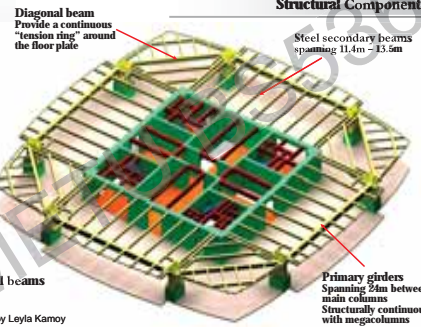 Structural Component
Diagonal beam
Provide a continuous
"tension ring" around
the floor plate
Steel secondary beams
spanning 11.4m – 13.5m
l beams
Primary girders
Spanning 24m betwee
main columns
Structurally continuou
with megacolumns
y Leyla Kamoy